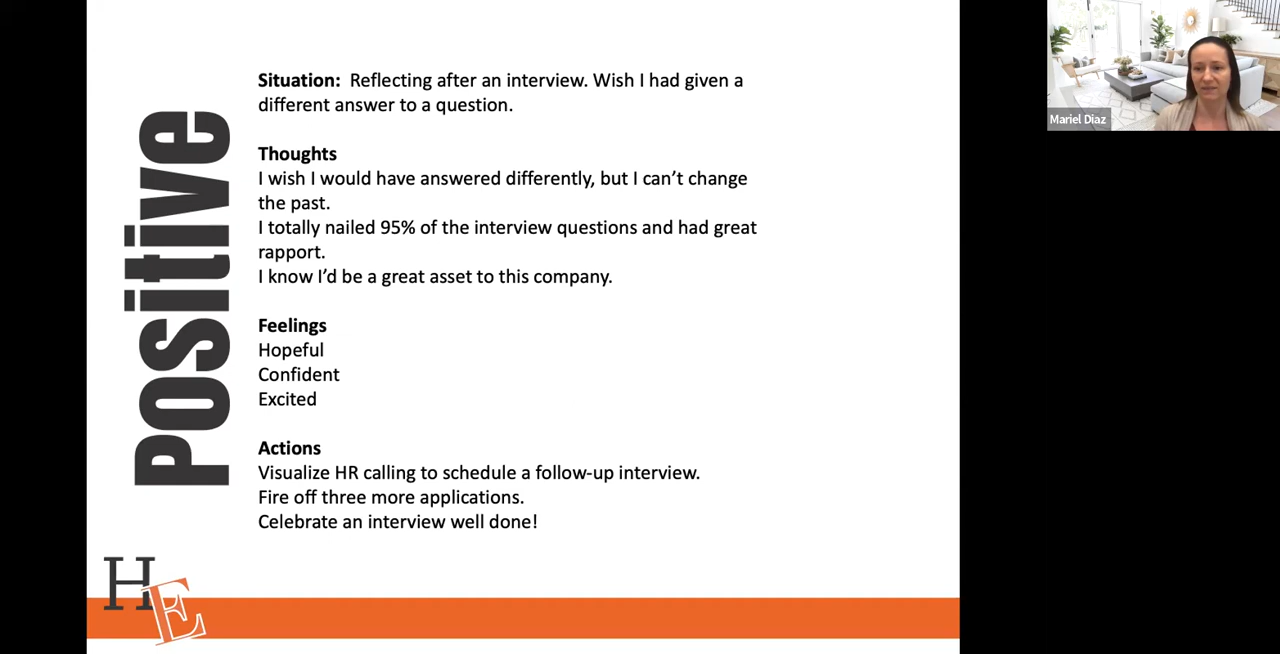 Positive
Situation: Reflecting after an interview. Wish I had given a
different answer to a question.
Thoughts
I wish I would have answered differently, but I can’t change
the past.
I totally nailed 95% of the interview questions and had great
rapport.
I know I’d be a great asset to this company.
Feelings
Hopeful
Confident
Excited
Actions
Visualize HR calling to schedule a follow-up interview.
Fire off three more applications.
Celebrate an interview well done!
HE
Mariel Diaz